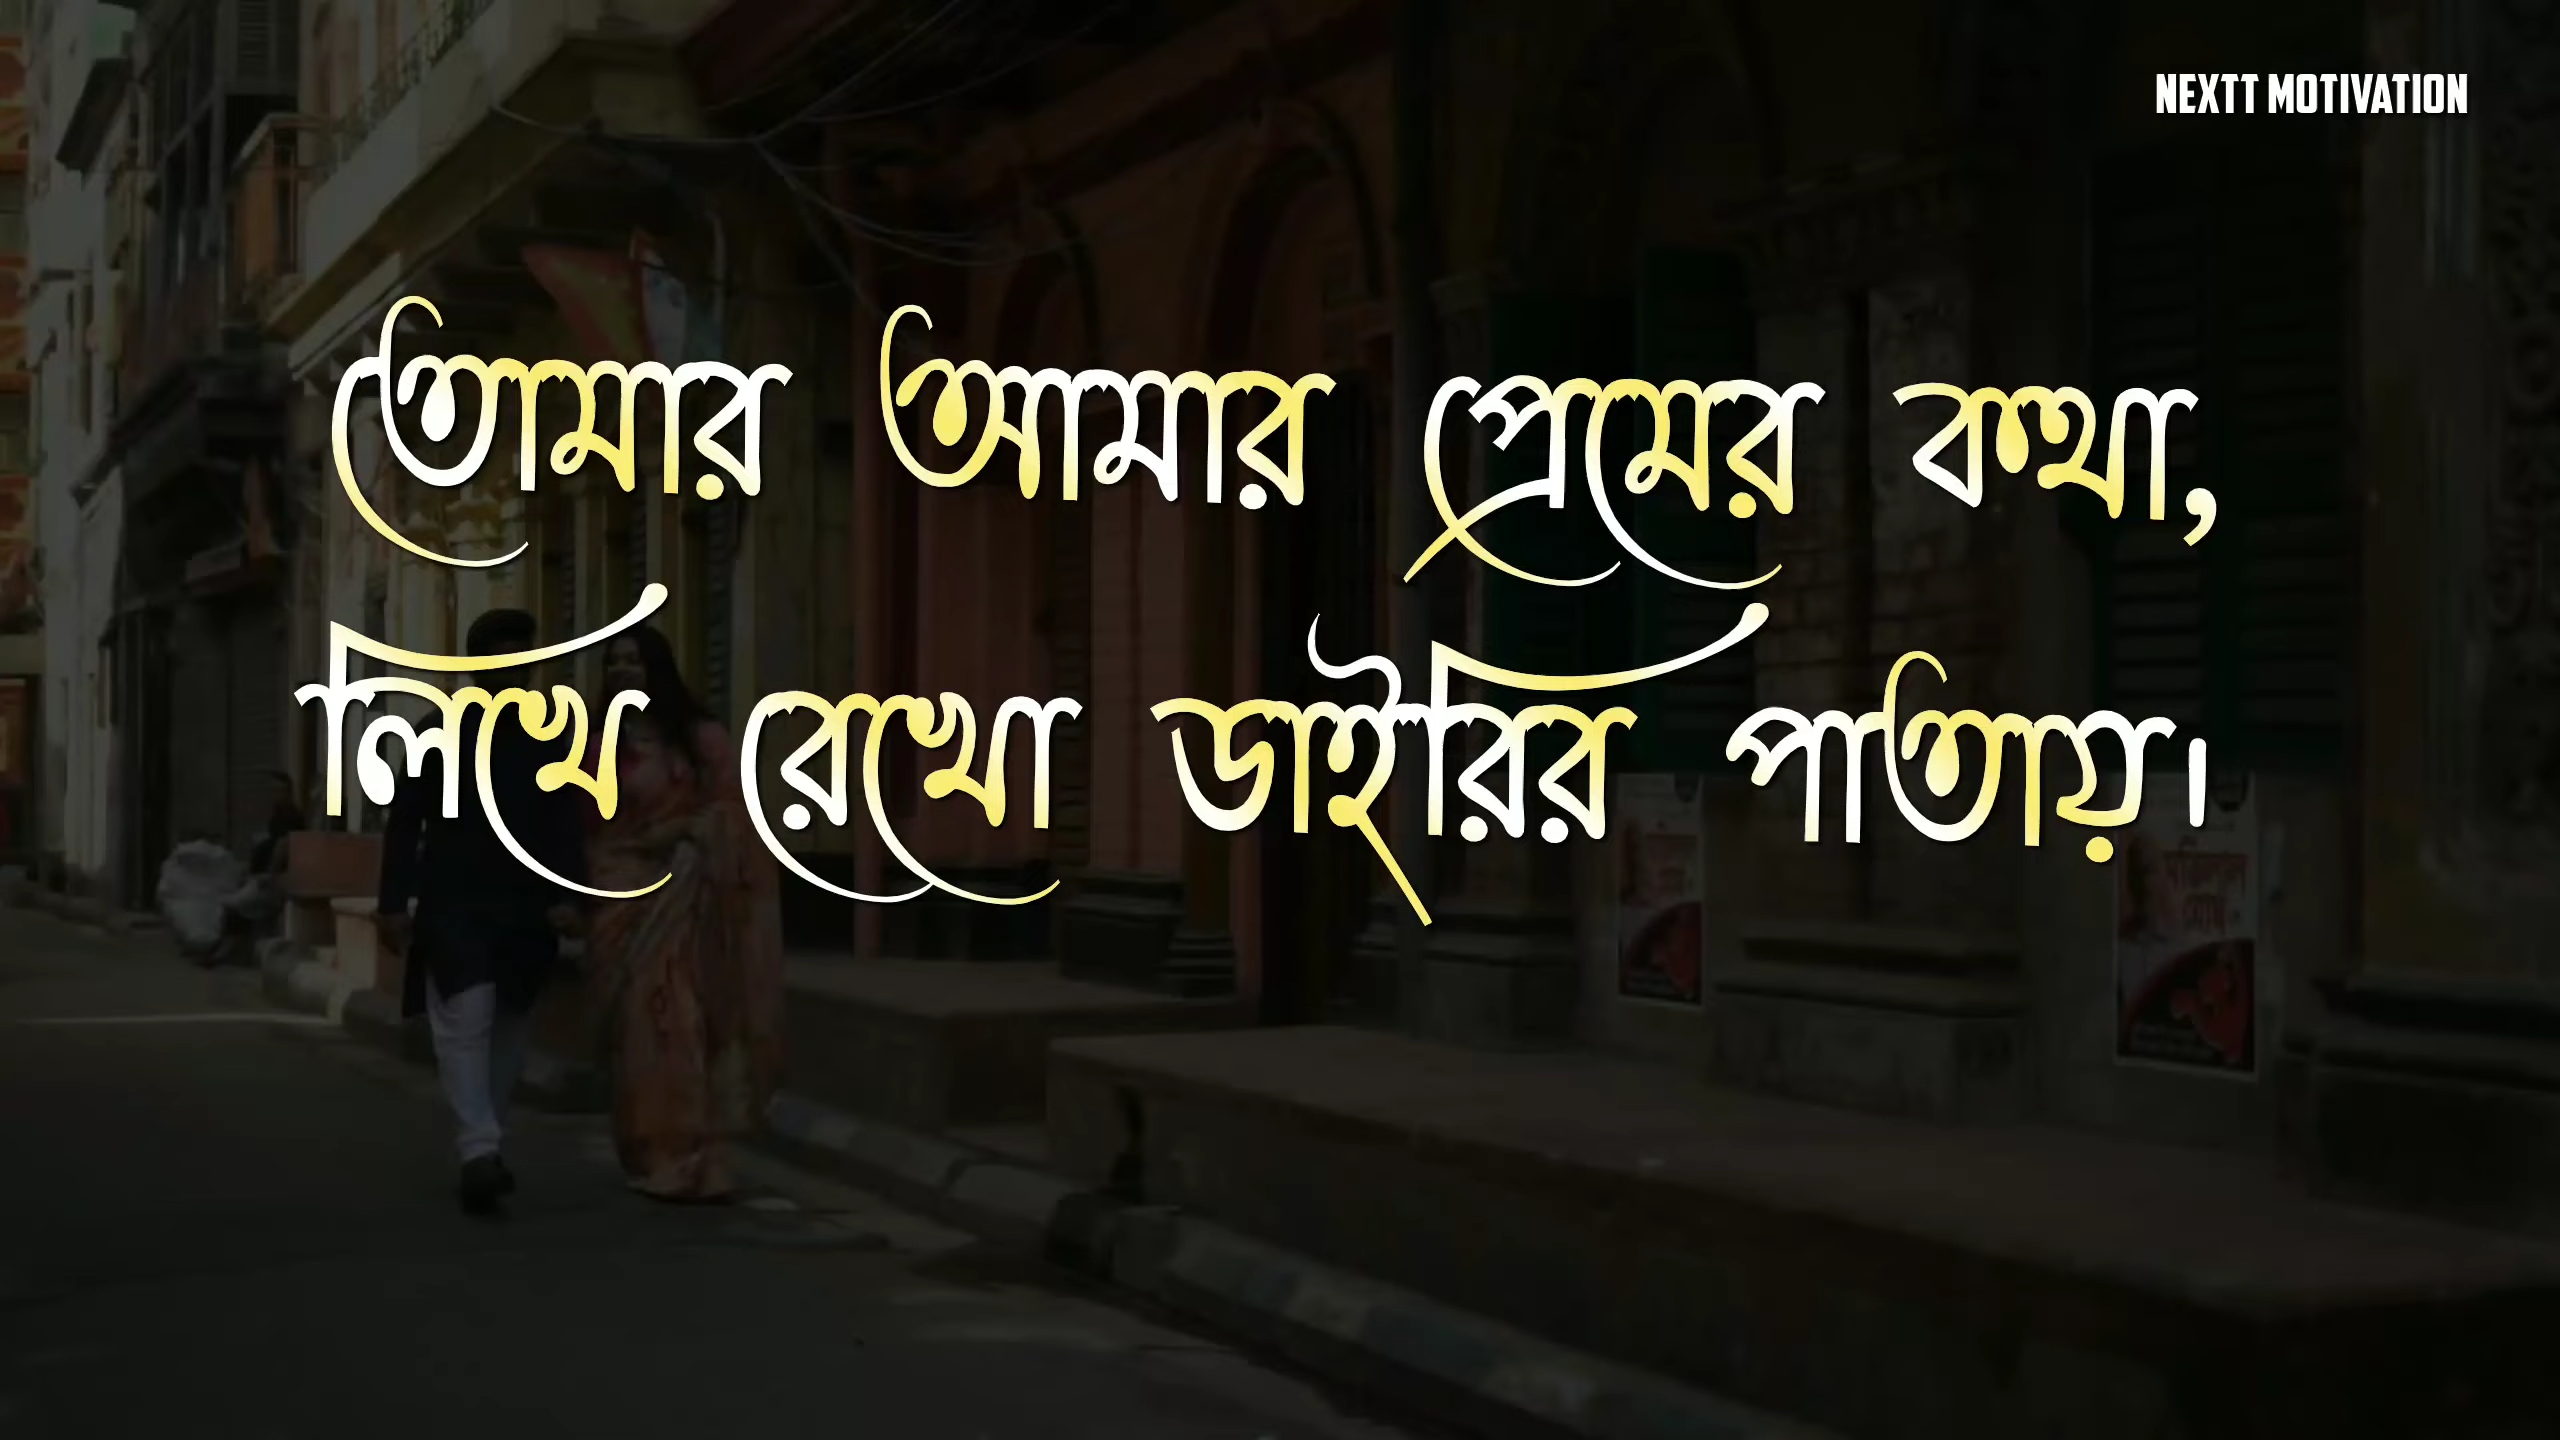 NEXTT MOTIVATION
তোমার আমার প্রেমের কথা,
লিখে রেখো ডাইরির পাতায়।